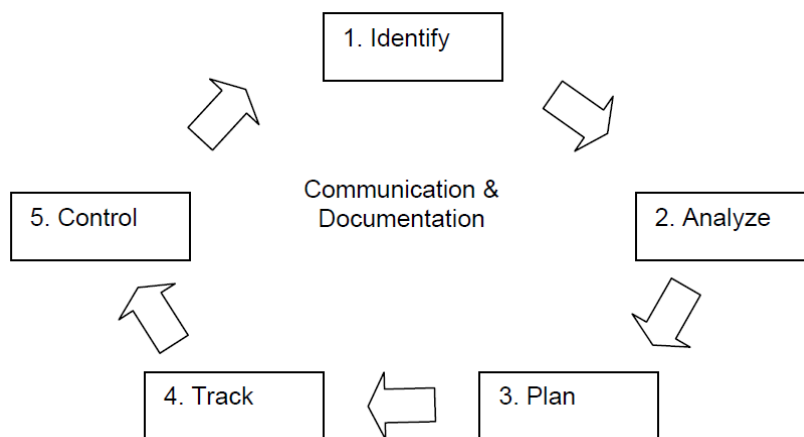 1. Identify
Communication &
Documentation
5. Control
2. Analyze
4. Track
3. Plan